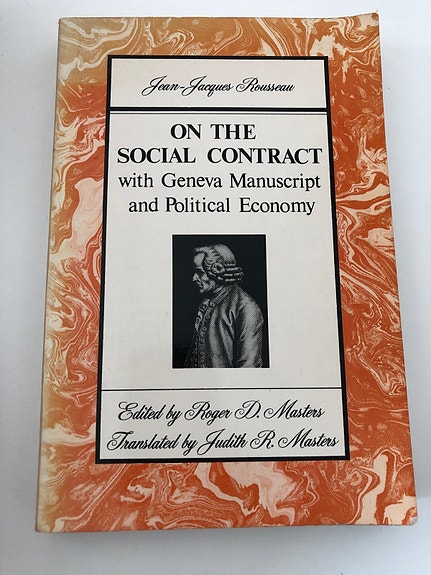 Jean-Jacques Rousseau
ON THE
SOCIAL CONTRACT
with Geneva Manuscript
and Political Economy
Edited by Roger D. Masters
Translated by Judith R. Masters